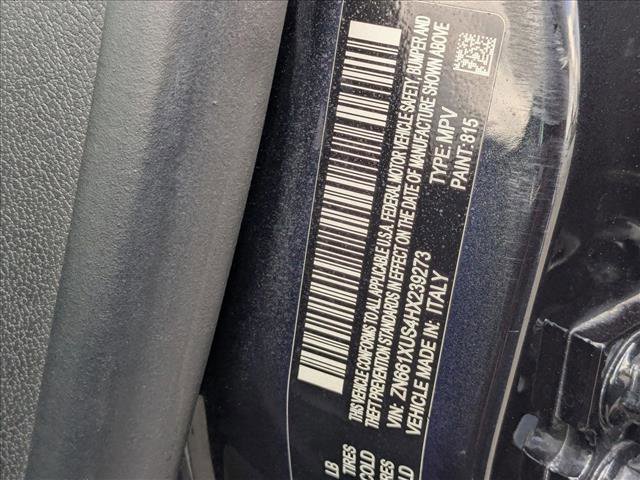 THIS VEHICLE CONFORMS TO ALL APPLICABLE U.S.A. FEDERAL MOTOR VEHICLE SAFETY, BUMPER AND
THEFT PREVENTION STANDARDS IN EFFECT ON THE DATE OF MANUFACTURE SHOWN ABOVE
VIN: ZN661XUS4HX239273 TYPE: MPV
VEHICLE MADE IN: ITALY PAINT: 815
LB
TIRES
COLD
RES
LD